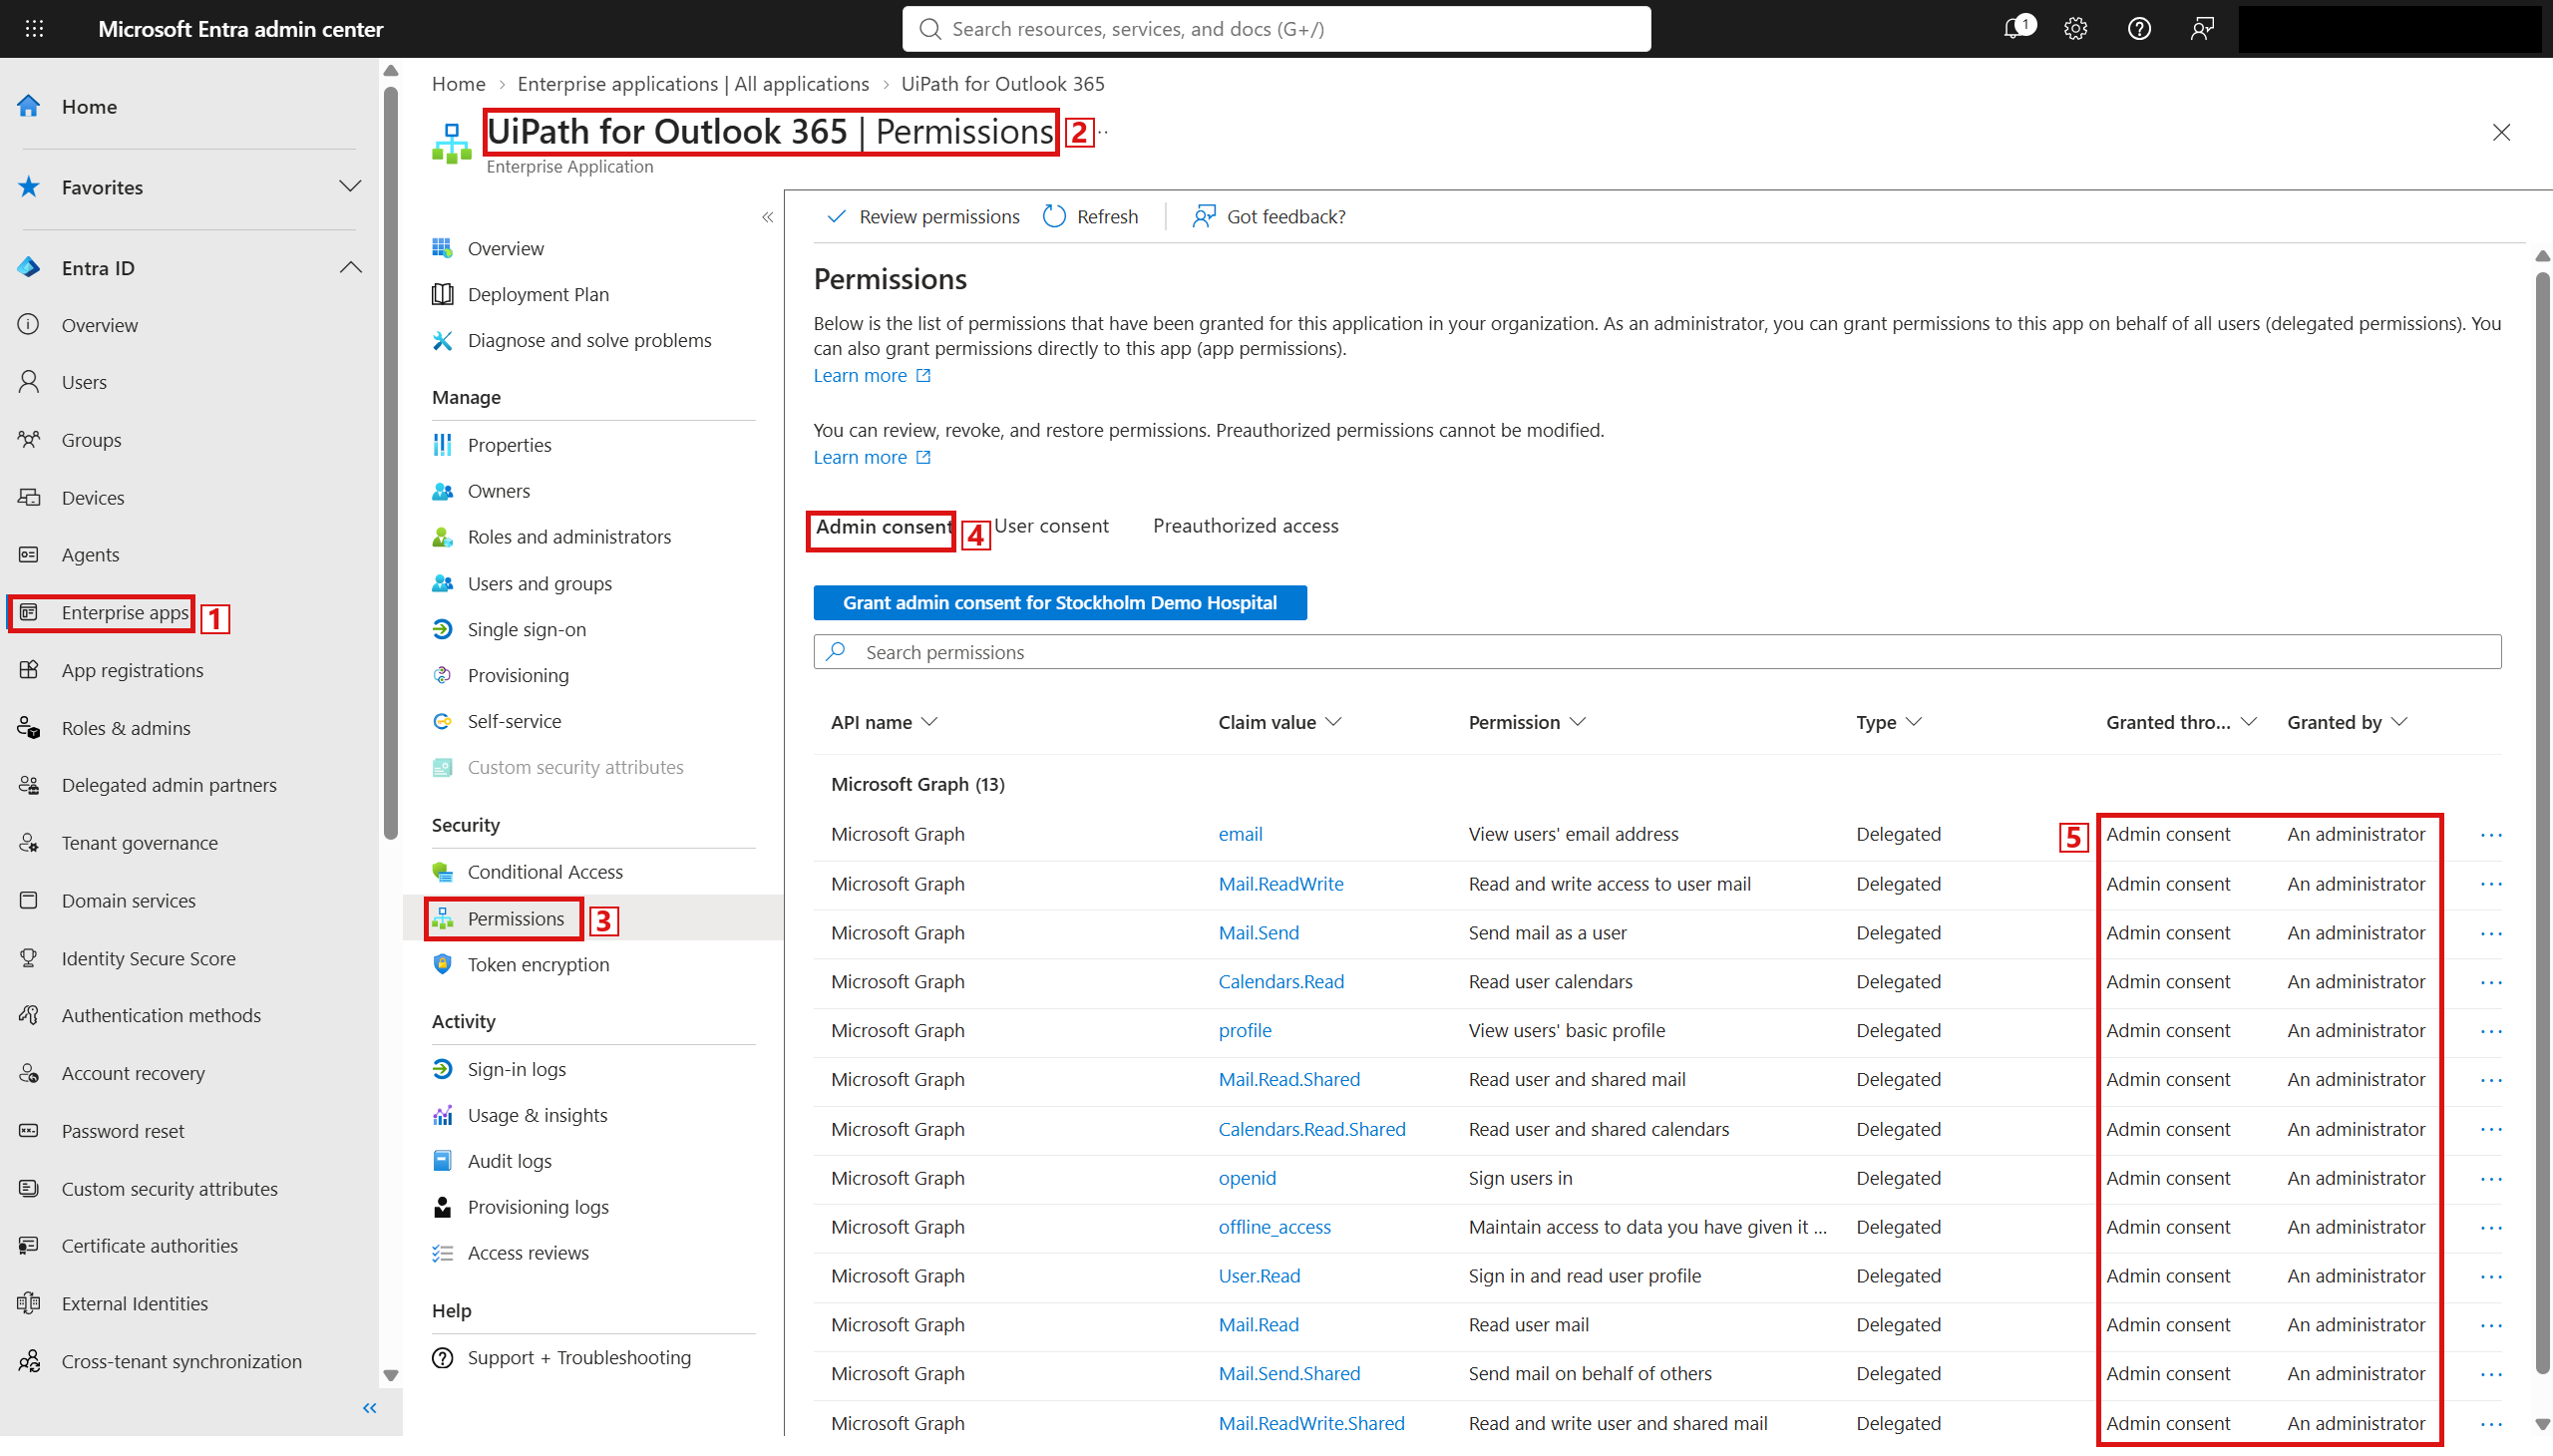 Microsoft Entra admin center
Search resources, services, and docs (G+/)
1
Home
Favorites
Entra ID
Overview
Users
Groups
Devices
Agents
Enterprise apps
1
App registrations
Roles & admins
Delegated admin partners
Tenant governance
Domain services
Identity Secure Score
Authentication methods
Account recovery
Password reset
Custom security attributes
Certificate authorities
External Identities
Cross-tenant synchronization
Home > Enterprise applications | All applications > UiPath for Outlook 365
UiPath for Outlook 365 | Permissions
2
Enterprise Application
Overview
Deployment Plan
Diagnose and solve problems
Manage
Properties
Owners
Roles and administrators
Users and groups
Single sign-on
Provisioning
Self-service
Custom security attributes
Security
Conditional Access
Permissions
3
Token encryption
Activity
Sign-in logs
Usage & insights
Audit logs
Provisioning logs
Access reviews
Help
Support + Troubleshooting
Review permissions Refresh Got feedback?
Permissions
Below is the list of permissions that have been granted for this application in your organization. As an administrator, you can grant permissions to this app on behalf of all users (delegated permissions). You
can also grant permissions directly to this app (app permissions).
Learn more
You can review, revoke, and restore permissions. Preauthorized permissions cannot be modified.
Learn more
Admin consent 4 User consent Preauthorized access
Grant admin consent for Stockholm Demo Hospital
Search permissions
API name Claim value Permission Type Granted thro... Granted by
Microsoft Graph (13)
Microsoft Graph email View users' email address Delegated 5 Admin consent An administrator ...
Microsoft Graph Mail.ReadWrite Read and write access to user mail Delegated Admin consent An administrator ...
Microsoft Graph Mail.Send Send mail as a user Delegated Admin consent An administrator ...
Microsoft Graph Calendars.Read Read user calendars Delegated Admin consent An administrator ...
Microsoft Graph profile View users' basic profile Delegated Admin consent An administrator ...
Microsoft Graph Mail.Read.Shared Read user and shared mail Delegated Admin consent An administrator ...
Microsoft Graph Calendars.Read.Shared Read user and shared calendars Delegated Admin consent An administrator ...
Microsoft Graph openid Sign users in Delegated Admin consent An administrator ...
Microsoft Graph offline_access Maintain access to data you have given it ... Delegated Admin consent An administrator ...
Microsoft Graph User.Read Sign in and read user profile Delegated Admin consent An administrator ...
Microsoft Graph Mail.Read Read user mail Delegated Admin consent An administrator ...
Microsoft Graph Mail.Send.Shared Send mail on behalf of others Delegated Admin consent An administrator ...
Microsoft Graph Mail.ReadWrite.Shared Read and write user and shared mail Delegated Admin consent An administrator ...